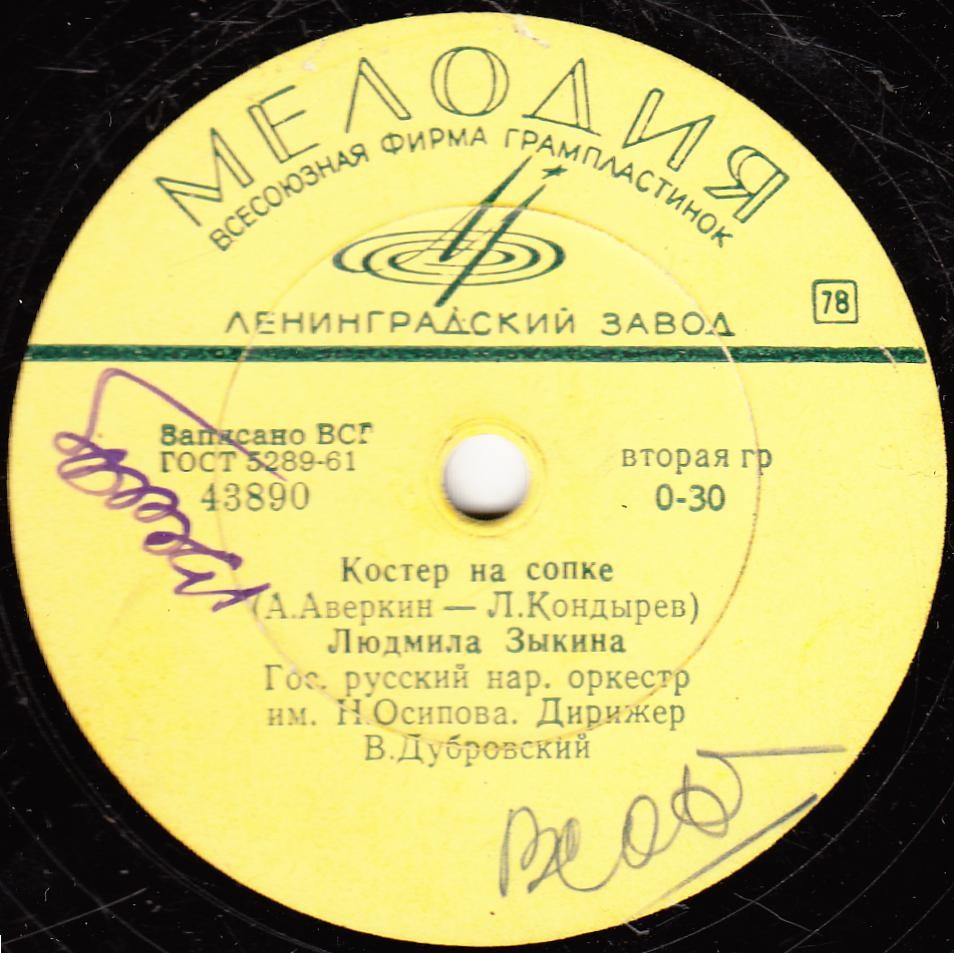 МЕЛОДИЯ
ВСЕСОЮЗНАЯ ФИРМА ГРАМПЛАСТИНОК
ЛЕНИНГРАДСКИЙ ЗАВОД
78
Записано ВСГ
ГОСТ 5289-61
43890
вторая гр
0-30
Костер на сопке
(А.Аверкин — Л.Кондырев)
Людмила Зыкина
Гос. русский нар. оркестр
им. Н.Осипова. Дирижер
В.Дубровский